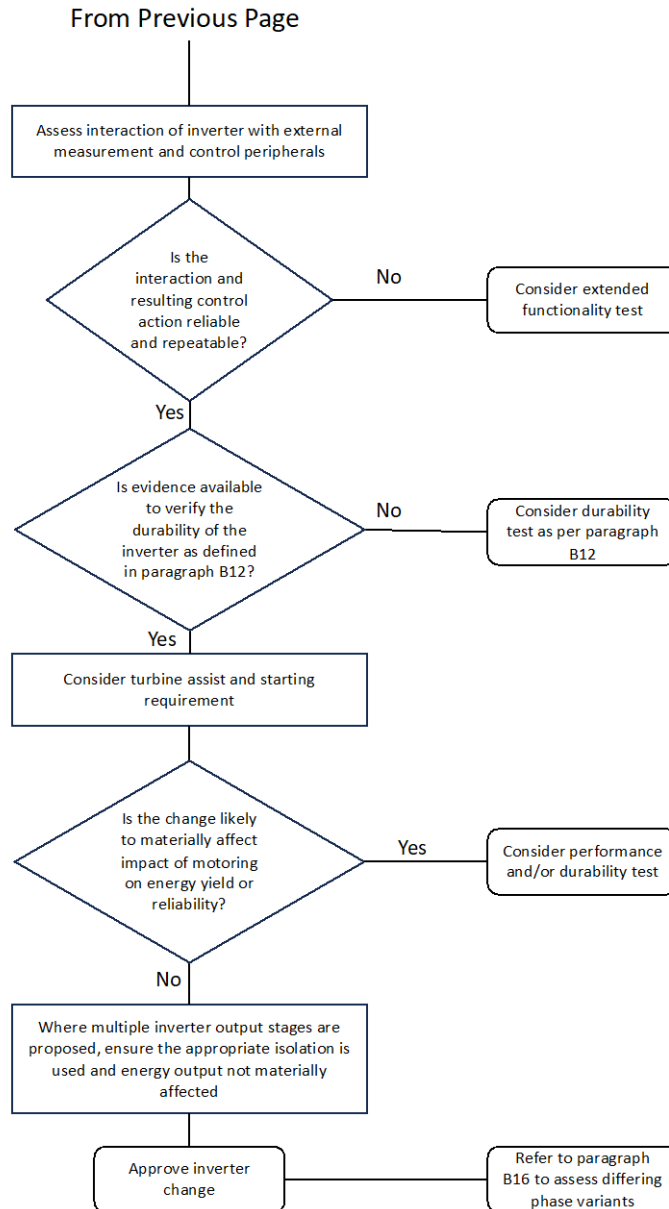 From Previous Page
Assess interaction of inverter with external
measurement and control peripherals
Is the
interaction and
resulting control
action reliable
and repeatable?
No
Consider extended
functionality test
Yes
Is evidence available
to verify the
durability of the
inverter as defined
in paragraph B12?
No
Consider durability
test as per paragraph
B12
Yes
Consider turbine assist and starting
requirement
Is the change likely
to materially affect
impact of motoring
on energy yield or
reliability?
Yes
Consider performance
and/or durability test
No
Where multiple inverter output stages are
proposed, ensure the appropriate isolation is
used and energy output not materially
affected
Approve inverter
change
Refer to paragraph
B16 to assess differing
phase variants